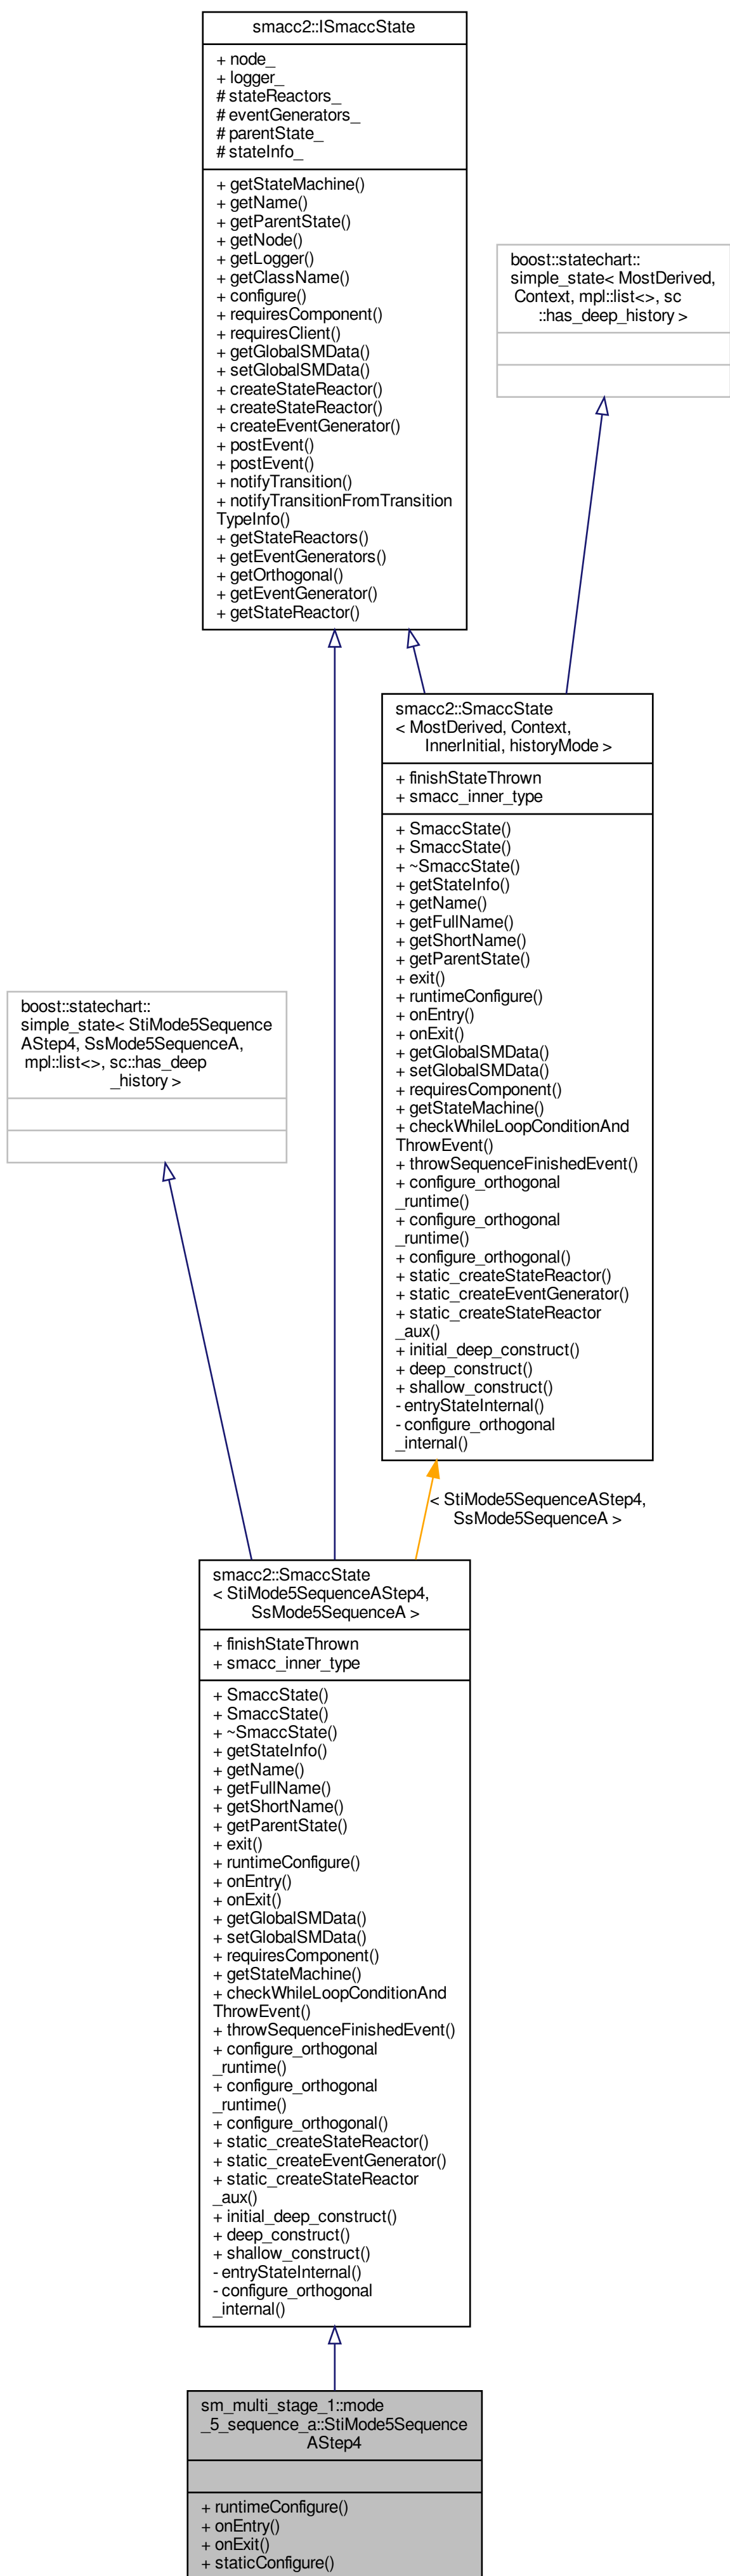 smacc2::ISmaccState
+ node_
+ logger_
# stateReactors_
# eventGenerators_
# parentState_
# stateInfo_
+ getStateMachine()
+ getName()
+ getParentState()
+ getNode()
+ getLogger()
+ getClassName()
+ configure()
+ requiresComponent()
+ requiresClient()
+ getGlobalSMData()
+ setGlobalSMData()
+ createStateReactor()
+ createStateReactor()
+ createEventGenerator()
+ postEvent()
+ postEvent()
+ notifyTransition()
+ notifyTransitionFromTransition
TypeInfo()
+ getStateReactors()
+ getEventGenerators()
+ getOrthogonal()
+ getEventGenerator()
+ getStateReactor()
boost::statechart::
simple_state< MostDerived,
Context, mpl::list<>, sc
::has_deep_history >
smacc2::SmaccState
< MostDerived, Context,
InnerInitial, historyMode >
+ finishStateThrown
+ smacc_inner_type
+ SmaccState()
+ SmaccState()
+ ~SmaccState()
+ getStateInfo()
+ getName()
+ getFullName()
+ getShortName()
+ getParentState()
+ exit()
+ runtimeConfigure()
+ onEntry()
+ onExit()
+ getGlobalSMData()
+ setGlobalSMData()
+ requiresComponent()
+ getStateMachine()
+ checkWhileLoopConditionAnd
ThrowEvent()
+ throwSequenceFinishedEvent()
+ configure_orthogonal
_runtime()
+ configure_orthogonal
_runtime()
+ configure_orthogonal()
+ static_createStateReactor()
+ static_createEventGenerator()
+ static_createStateReactor
_aux()
+ initial_deep_construct()
+ deep_construct()
+ shallow_construct()
- entryStateInternal()
- configure_orthogonal
_internal()
boost::statechart::
simple_state< StiMode5Sequence
AStep4, SsMode5SequenceA,
mpl::list<>, sc::has_deep
_history >
< StiMode5SequenceAStep4,
SsMode5SequenceA >
smacc2::SmaccState
< StiMode5SequenceAStep4,
SsMode5SequenceA >
+ finishStateThrown
+ smacc_inner_type
+ SmaccState()
+ SmaccState()
+ ~SmaccState()
+ getStateInfo()
+ getName()
+ getFullName()
+ getShortName()
+ getParentState()
+ exit()
+ runtimeConfigure()
+ onEntry()
+ onExit()
+ getGlobalSMData()
+ setGlobalSMData()
+ requiresComponent()
+ getStateMachine()
+ checkWhileLoopConditionAnd
ThrowEvent()
+ throwSequenceFinishedEvent()
+ configure_orthogonal
_runtime()
+ configure_orthogonal
_runtime()
+ configure_orthogonal()
+ static_createStateReactor()
+ static_createEventGenerator()
+ static_createStateReactor
_aux()
+ initial_deep_construct()
+ deep_construct()
+ shallow_construct()
- entryStateInternal()
- configure_orthogonal
_internal()
sm_multi_stage_1::mode
_5_sequence_a::StiMode5Sequence
AStep4
+ runtimeConfigure()
+ onEntry()
+ onExit()
+ staticConfigure()